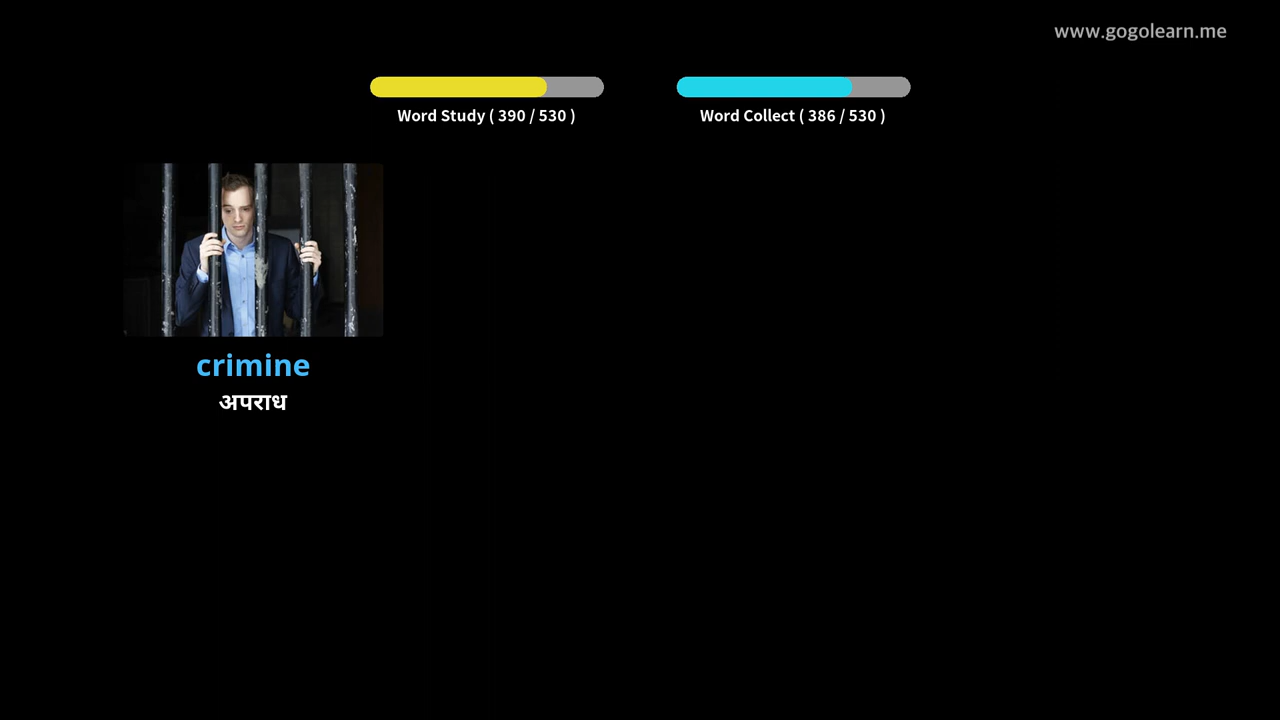 www.gogolearn.me
Word Study ( 390 / 530 )
Word Collect ( 386 / 530 )
crimine
अपराध